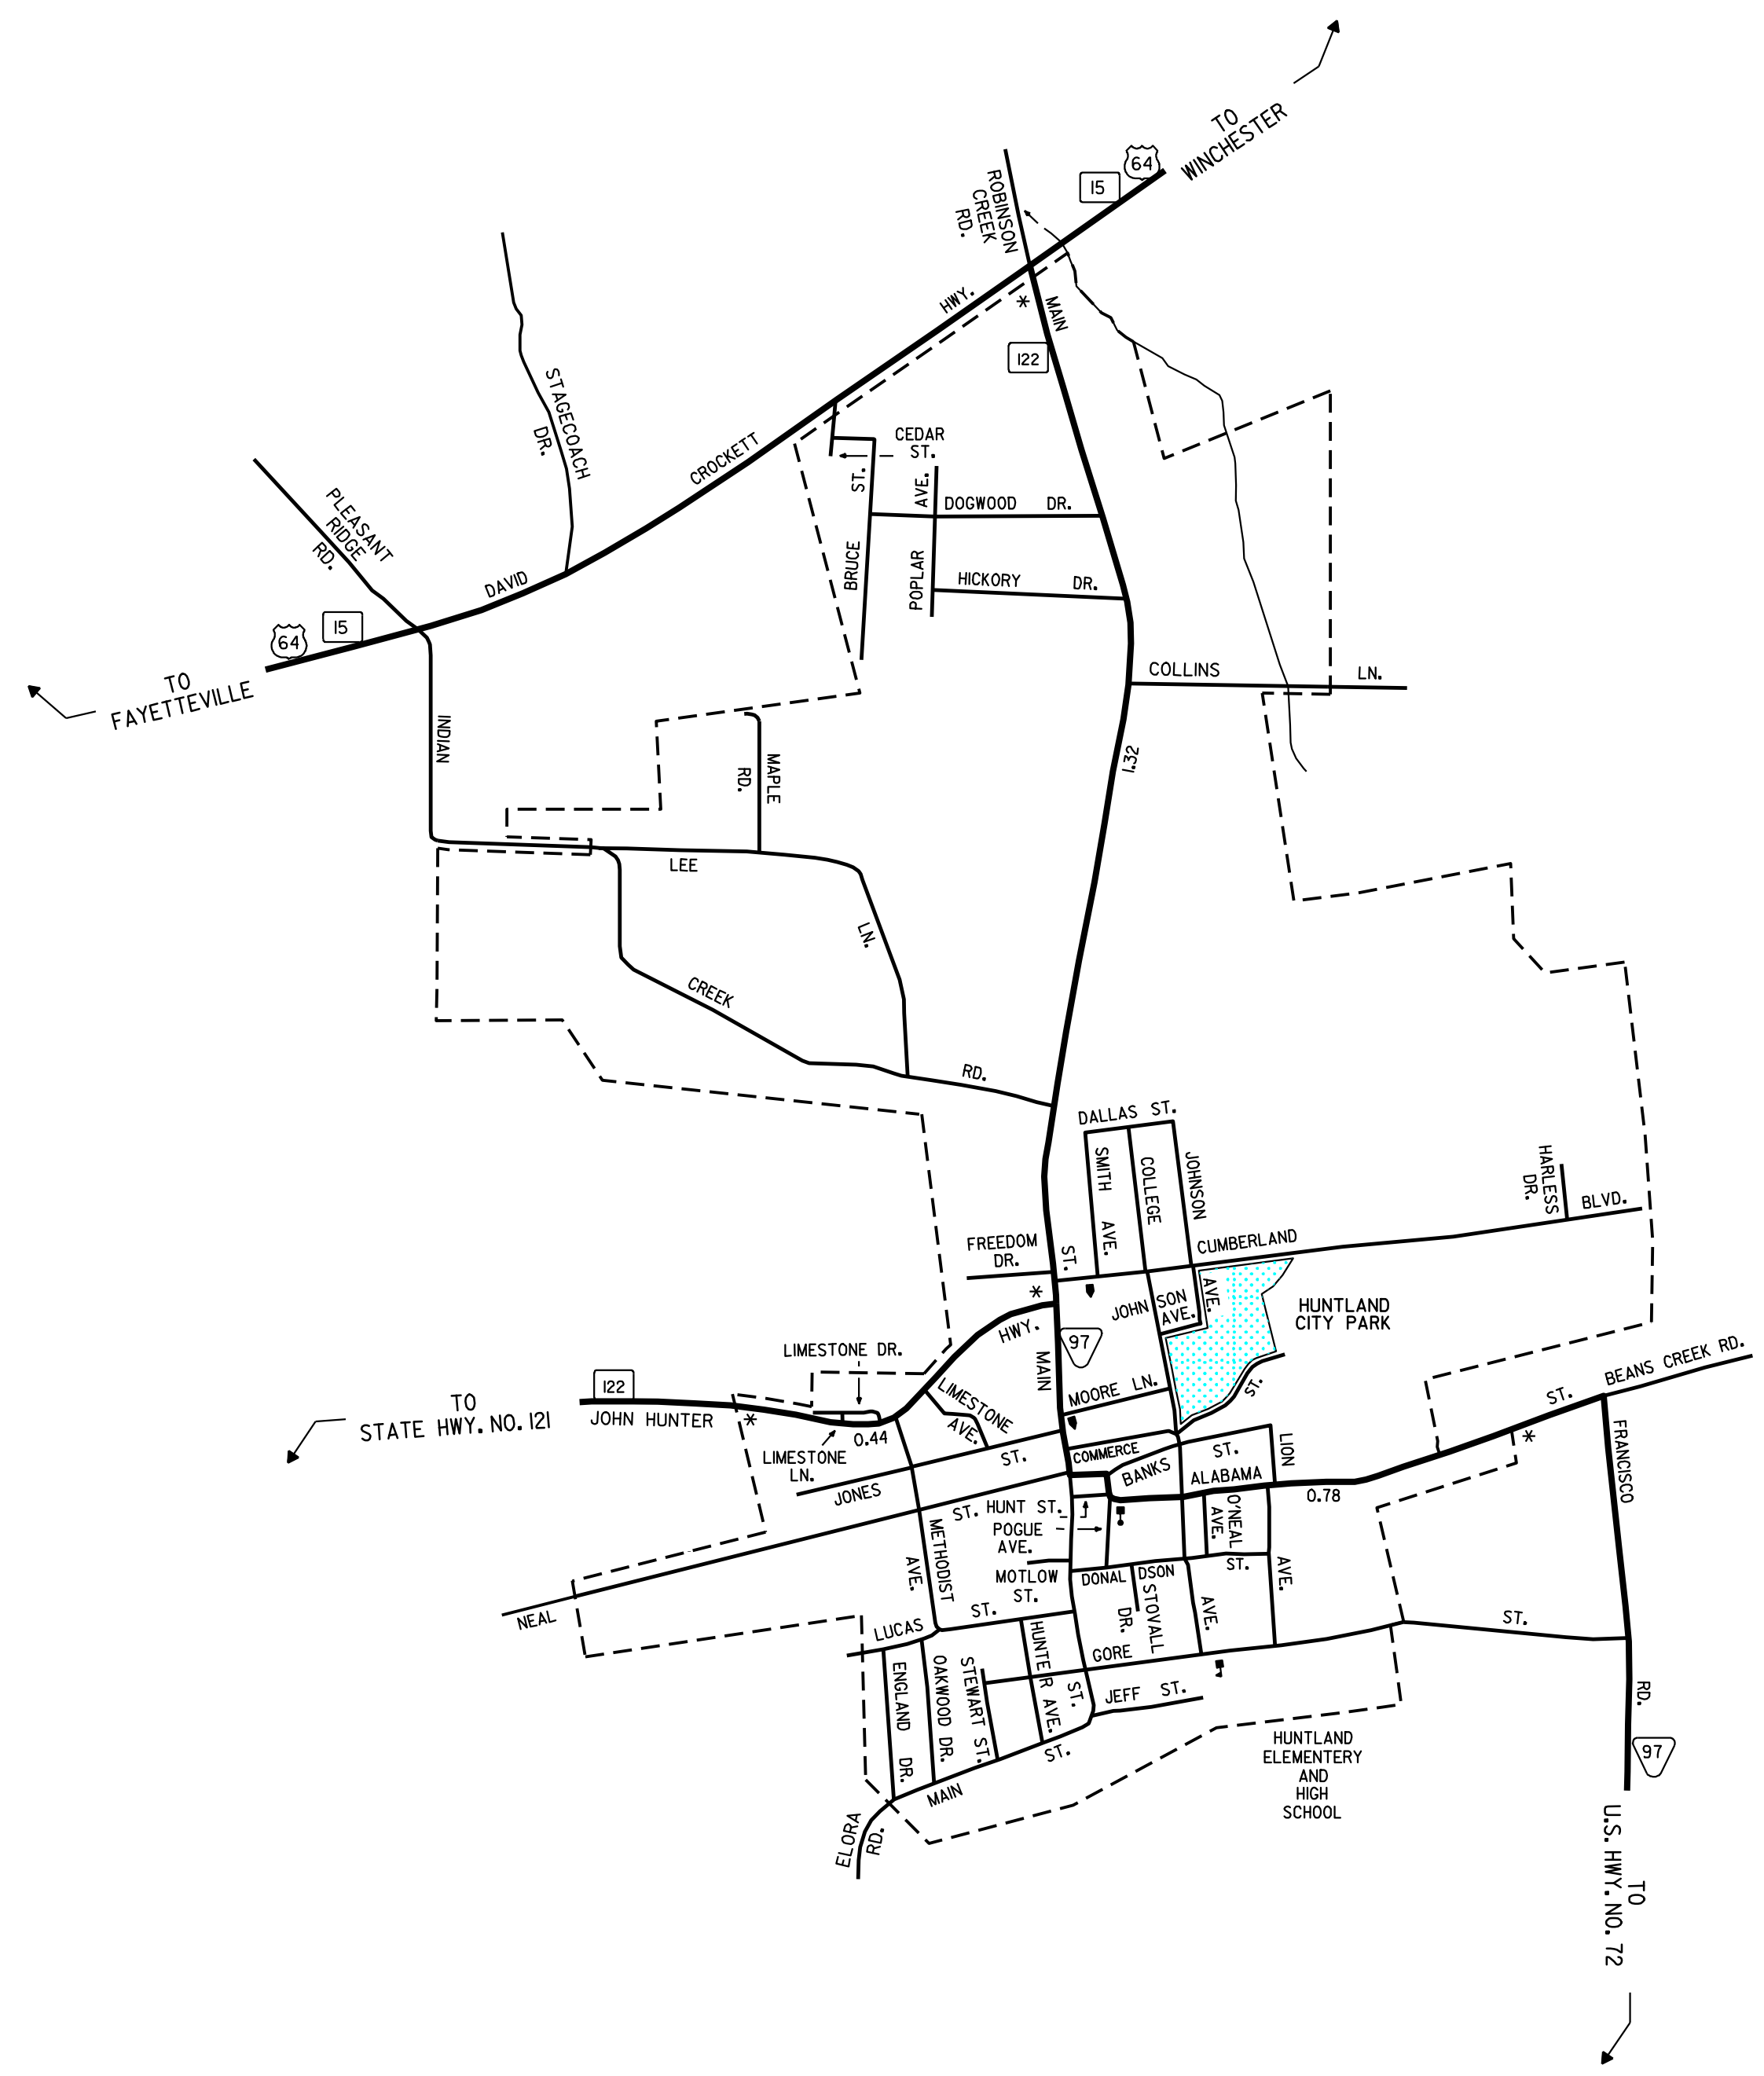 TO
WINCHESTER
64
15
ROBINSON
CREEK
RD.
HWY.
*
MAIN
122
STAGECOACH
DR.
CROCKETT
CEDAR
ST.
ST.
AVE.
DOGWOOD DR.
PLEASANT
RIDGE
RD.
BRUCE
POPLAR
HICKORY DR.
DAVID
15
64
TO
FAYETTEVILLE
COLLINS LN.
INDIAN
MAPLE
RD.
1.32
LEE
LN.
CREEK
RD.
DALLAS ST.
SMITH
AVE.
COLLEGE
JOHNSON
HARLESS
DR.
BLVD.
CUMBERLAND
FREEDOM
DR.
ST.
*
AVE.
JOHN SON
AVE.
HUNTLAND
CITY PARK
HWY.
97
MAIN
LIMESTONE DR.
MOORE LN.
ST.
BEANS CREEK RD.
ST.
*
122
TO
STATE HWY. NO. 121
JOHN HUNTER
*
LIMESTONE
AVE.
0.44
LIMESTONE
LN.
ST.
COMMERCE
BANKS
ST.
LION
ALABAMA
0.78
FRANCISCO
JONES
ST.
HUNT ST.
POGUE
AVE.
O'NEAL
AVE.
METHODIST
AVE.
MOTLOW
ST.
DONAL DSON
ST.
AVE.
STOVALL
DR.
AVE.
NEAL
LUCAS
ST.
ST.
HUNTER AVE.
GORE
ENGLAND DR.
OAKWOOD DR.
STEWART ST.
ST.
JEFF ST.
RD.
97
HUNTLAND
ELEMENTERY
AND
HIGH
SCHOOL
MAIN
ST.
ELORA
RD.
TO
U.S. HWY. NO. 72